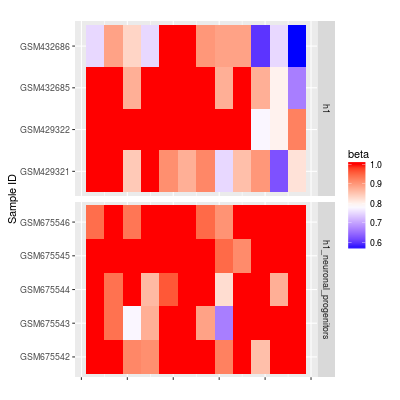 GSM432686
GSM432685
GSM429322
GSM429321
h1
GSM675546
GSM675545
GSM675544
GSM675543
GSM675542
h1_neuronal_progenitors
Sample ID
beta
1.0
0.9
0.8
0.7
0.6